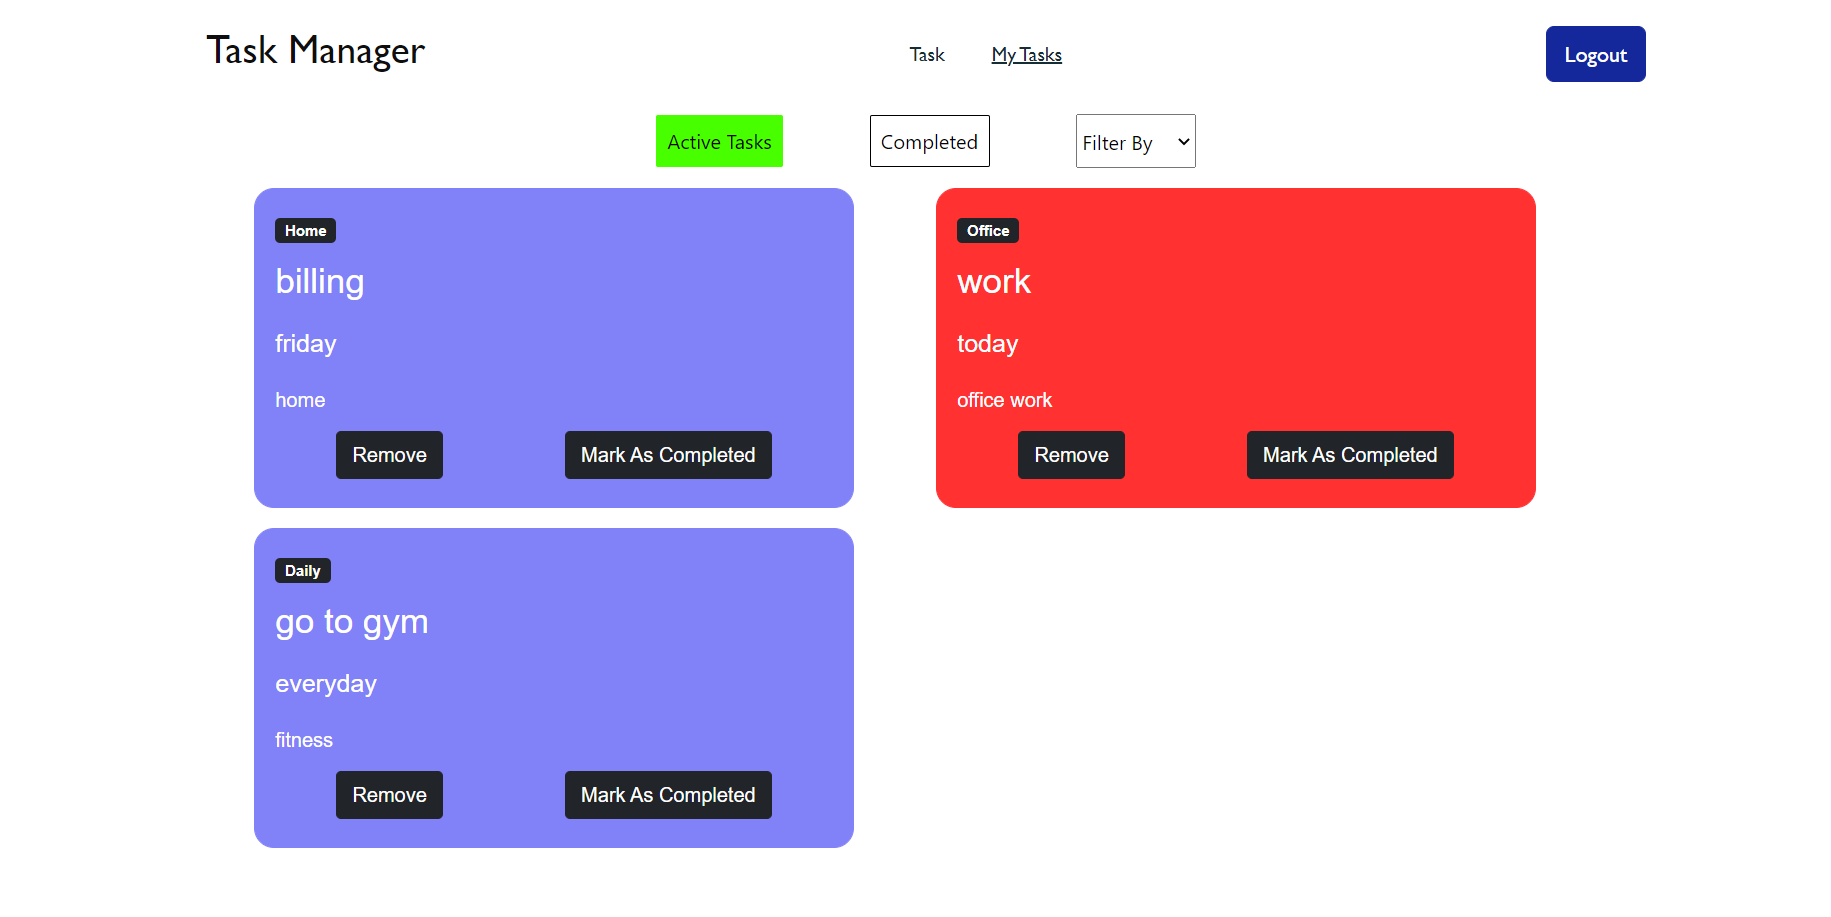 Task Manager
Task
My Tasks
Logout
Active Tasks
Completed
Filter By
Home
billing
friday
home
Remove
Mark As Completed
Office
work
today
office work
Remove
Mark As Completed
Daily
go to gym
everyday
fitness
Remove
Mark As Completed